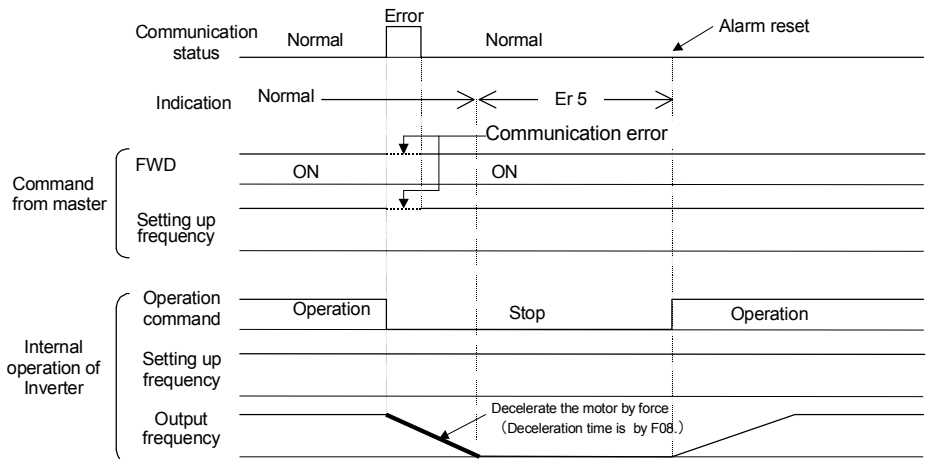 Error
Communication status
Normal
Normal
Alarm reset
Indication
Normal
Er 5
Communication error
Command from master
FWD
ON
ON
Setting up frequency
Internal operation of Inverter
Operation command
Operation
Stop
Operation
Setting up frequency
Output frequency
Decelerate the motor by force
（Deceleration time is by F08.）